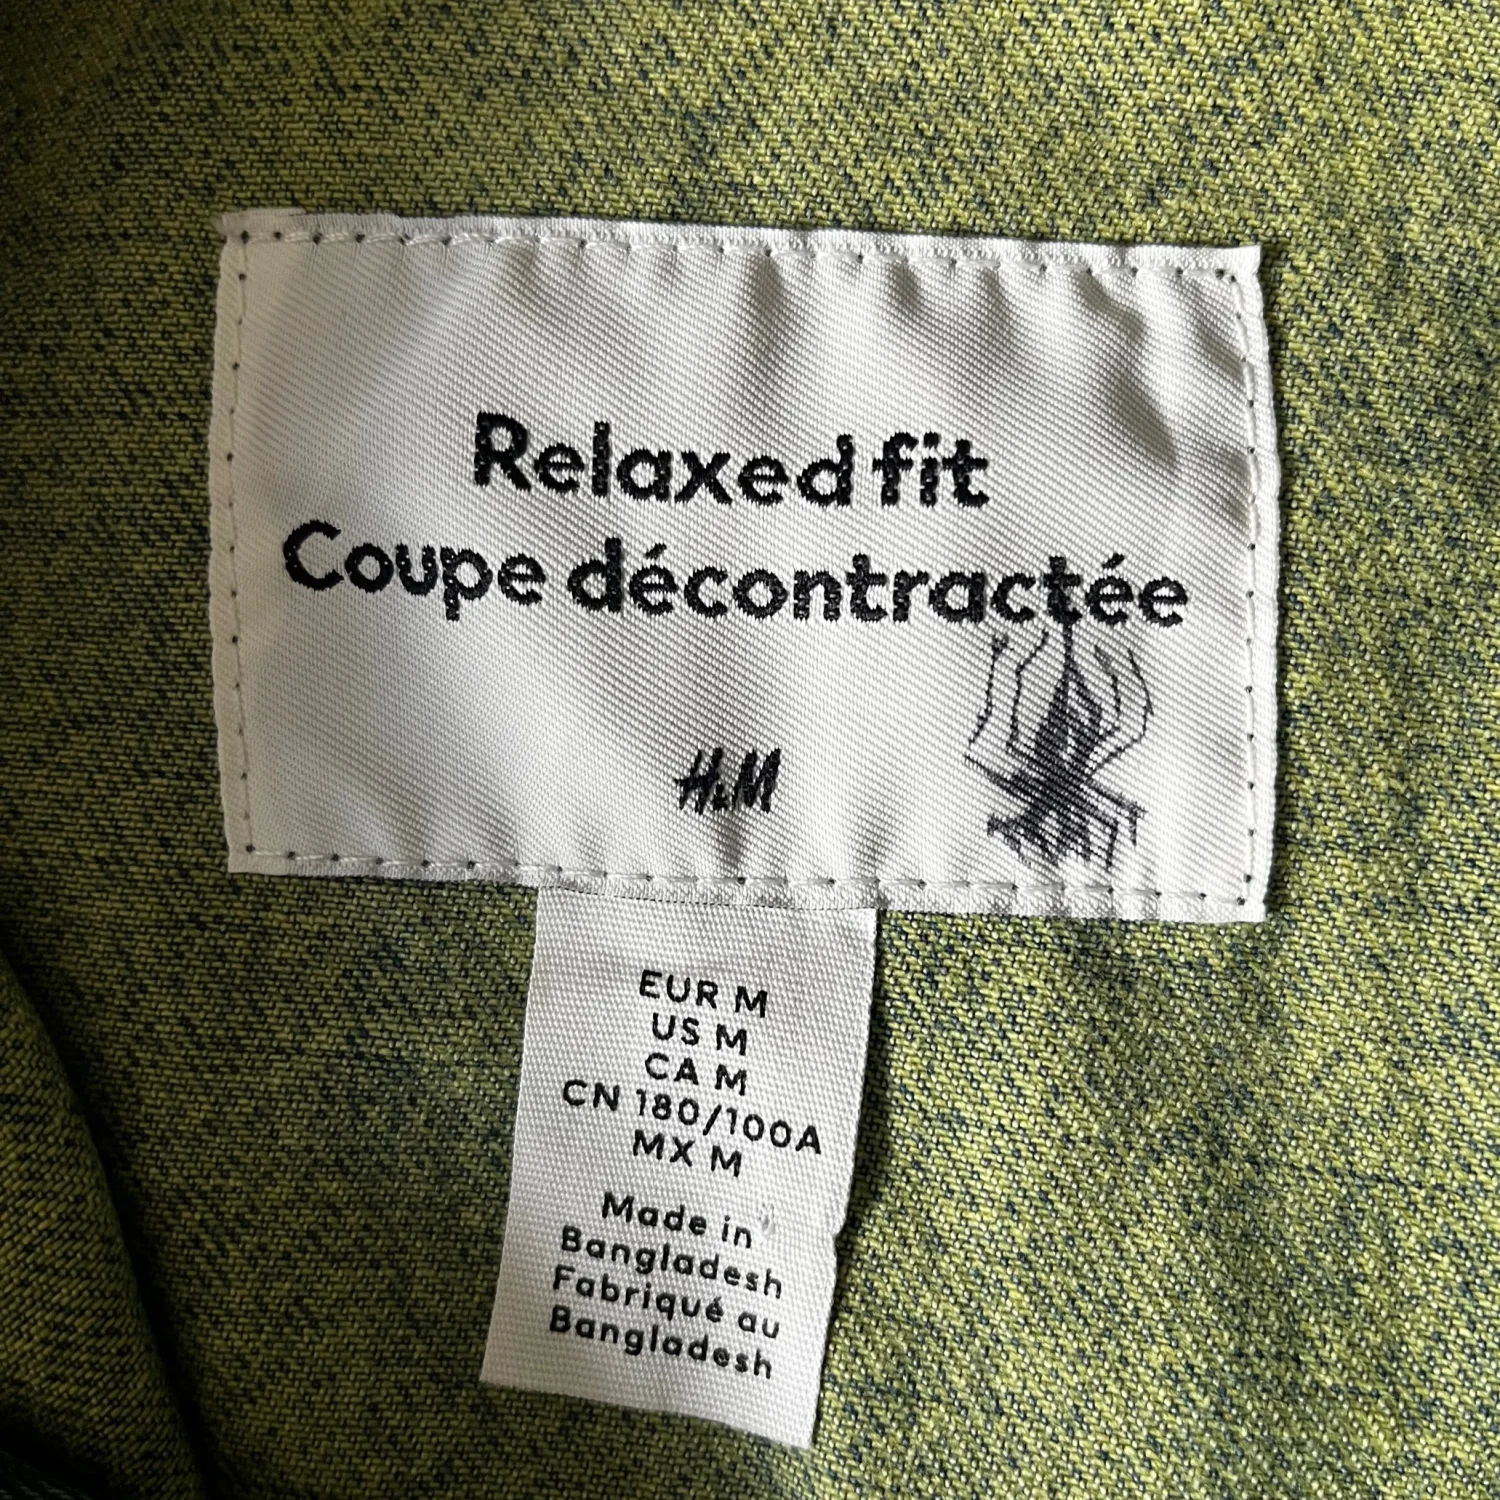 Relaxed fit
Coupe décontractée
H&M
EUR M
US M
CA M
CN 180/100A
MX M
Made in
Bangladesh
Fabriqué au
Bangladesh